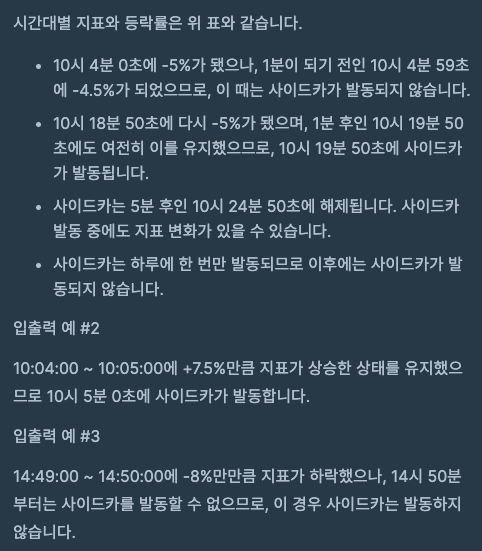 시간대별 지표와 등락률은 위 표와 같습니다.
• 10시 4분 0초에 -5%가 됐으나, 1분이 되기 전인 10시 4분 59초
에 -4.5%가 되었으므로, 이 때는 사이드카가 발동되지 않습니다.
• 10시 18분 50초에 다시 -5%가 됐으며, 1분 후인 10시 19분 50
초에도 여전히 이를 유지했으므로, 10시 19분 50초에 사이드카
가 발동됩니다.
• 사이드카는 5분 후인 10시 24분 50초에 해제됩니다. 사이드카
발동 중에도 지표 변화가 있을 수 있습니다.
• 사이드카는 하루에 한 번만 발동되므로 이후에는 사이드카가 발
동되지 않습니다.
입출력 예 #2
10:04:00 ~ 10:05:00에 +7.5%만큼 지표가 상승한 상태를 유지했으
므로 10시 5분 0초에 사이드카가 발동합니다.
입출력 예 #3
14:49:00 ~ 14:50:00에 -8%만만큼 지표가 하락했으나, 14시 50분
부터는 사이드카를 발동할 수 없으므로, 이 경우 사이드카는 발동하지
않습니다.